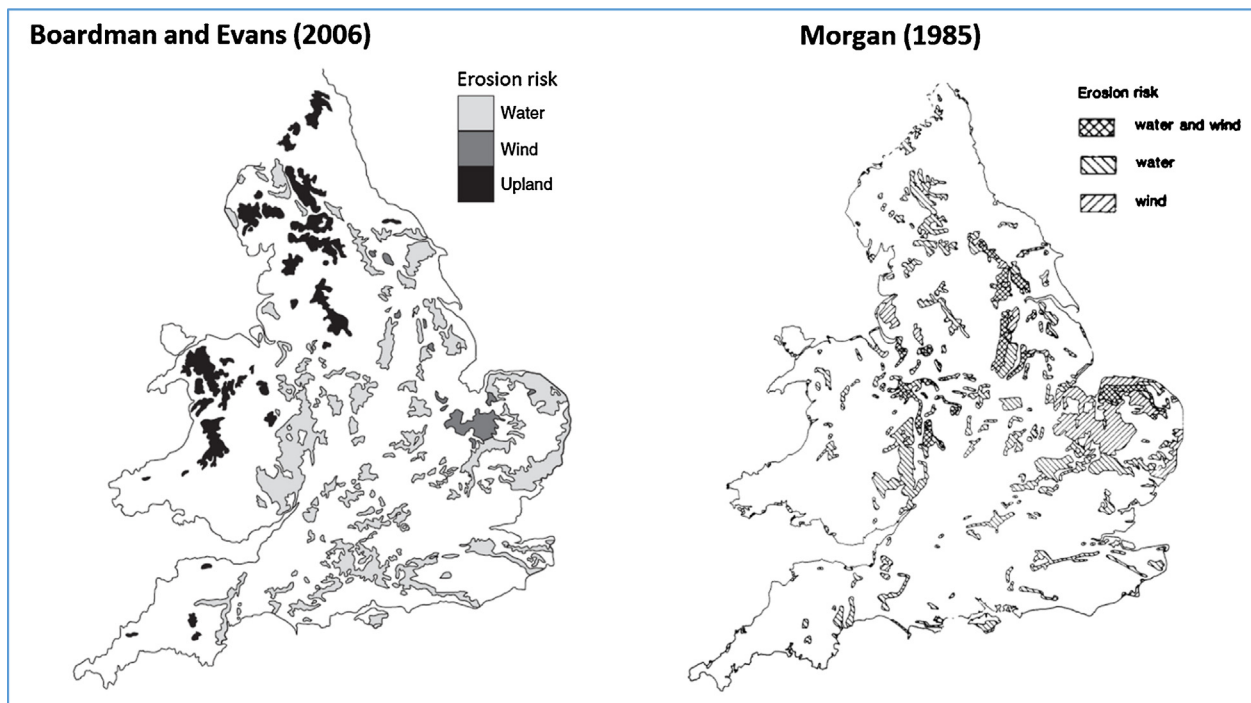 Boardman and Evans (2006)
Erosion risk
Water
Wind
Upland
Morgan (1985)
Erosion risk
water and wind
water
wind